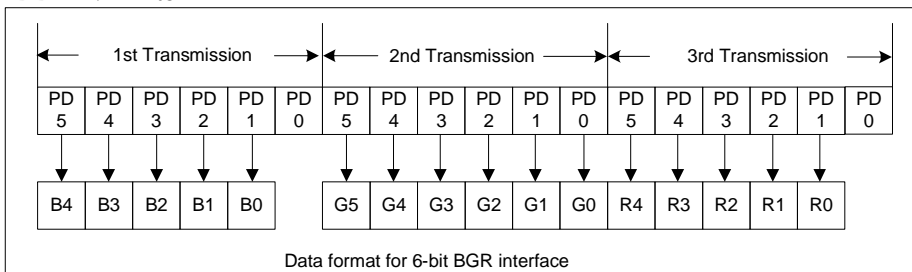 1st Transmission 2nd Transmission 3rd Transmission
PD PD PD PD PD PD PD PD PD PD PD PD PD PD PD PD PD PD
5 4 3 2 1 0 5 4 3 2 1 0 5 4 3 2 1 0
B4 B3 B2 B1 B0 G5 G4 G3 G2 G1 G0 R4 R3 R2 R1 R0
Data format for 6-bit BGR interface